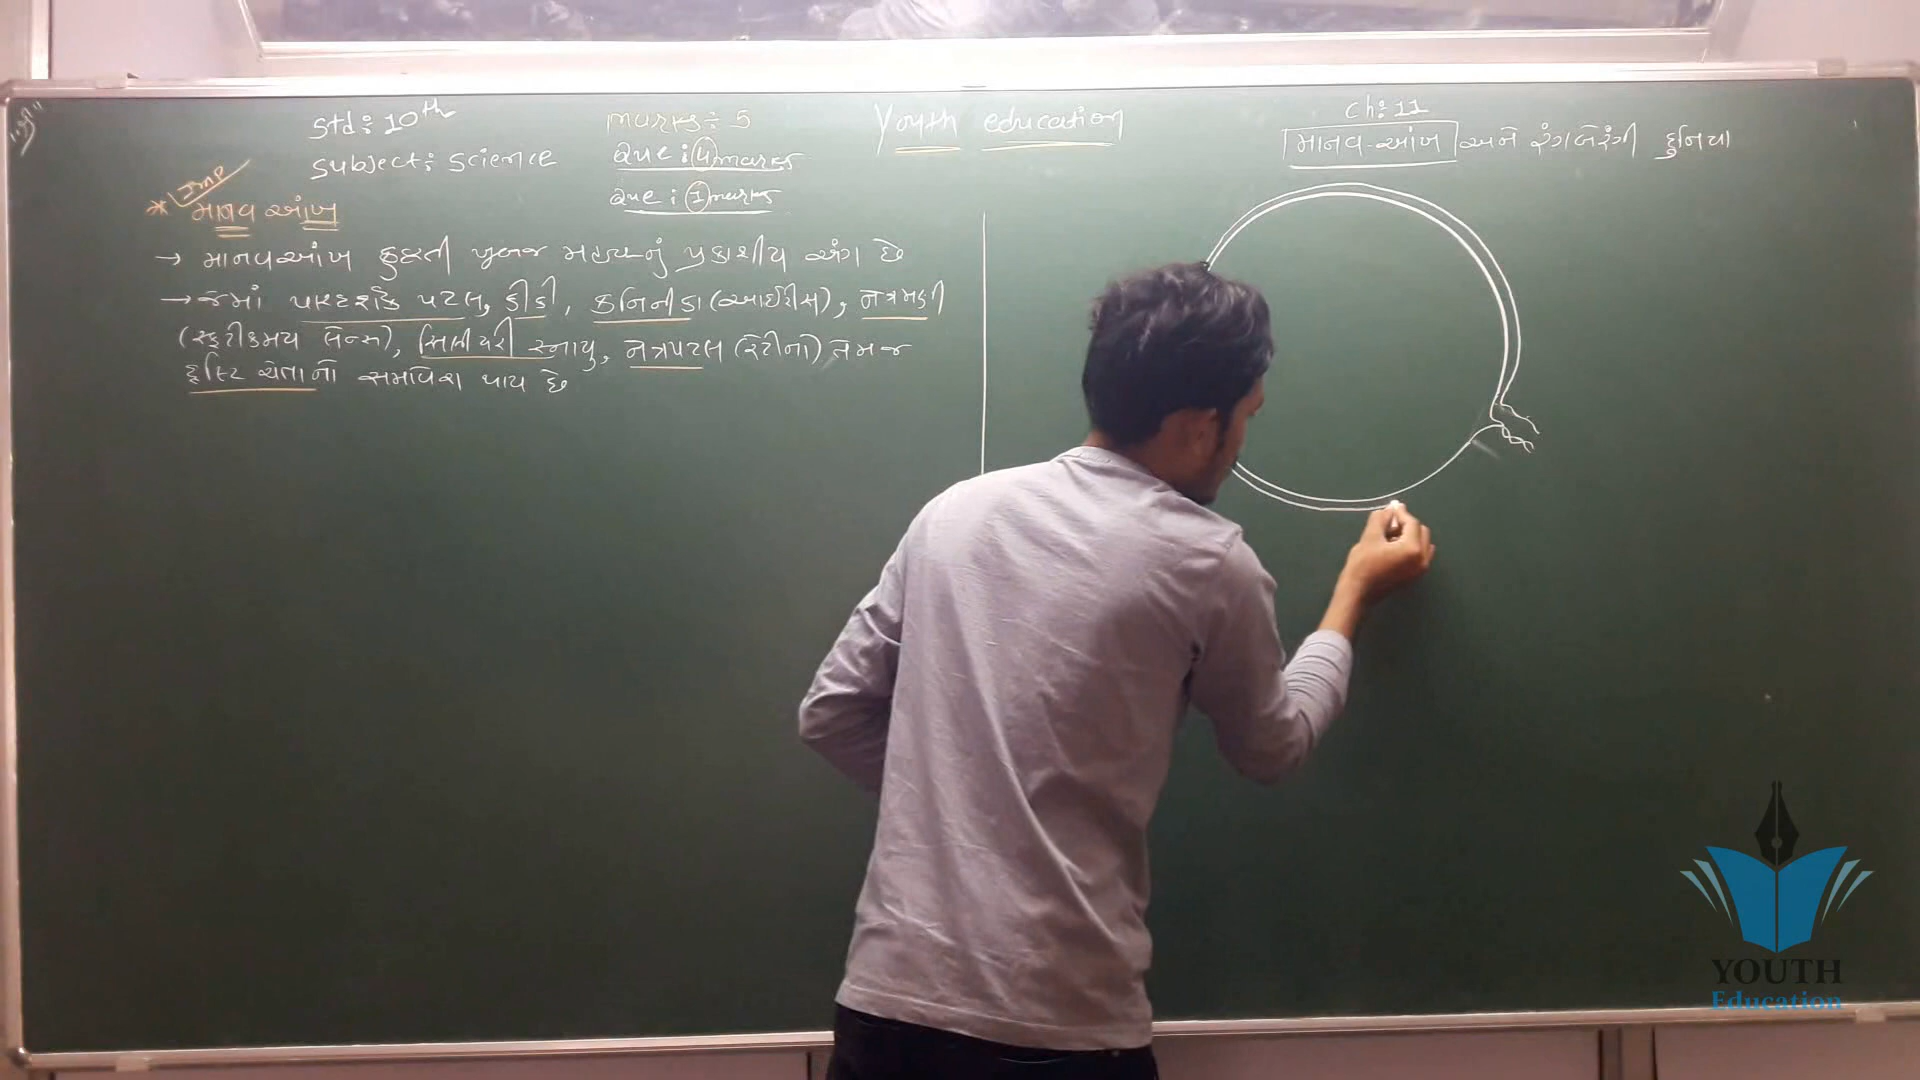 Std: 10th
Subject: Science
marks: 5
Que: 4 marks
Que: 1 marks
Youth education
ch: 11
માનવ-આંખ અને રંગબેરંગી દુનિયા
Imp
* માનવ આંખ
→ માનવઆંખ કુદરતી ખૂબજ મહત્વનું પ્રકાશીય અંગ છે
→ જેમાં પારદર્શક પટલ, કીકી, કનિનીકા (આઈરીસ), નેત્રમણી
(સ્ફટીકમય લેન્સ), સિલીયરી સ્નાયુ, નેત્રપટલ (રેટીના) તેમજ
દ્રષ્ટિ ચેતાનો સમાવેશ થાય છે
YOUTH
Education